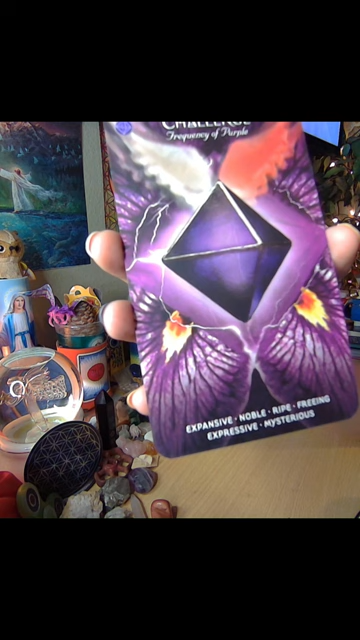 CHALLENGE
Frequency of Purple
EXPANSIVE · NOBLE · RIPE · FREEING
EXPRESSIVE · MYSTERIOUS